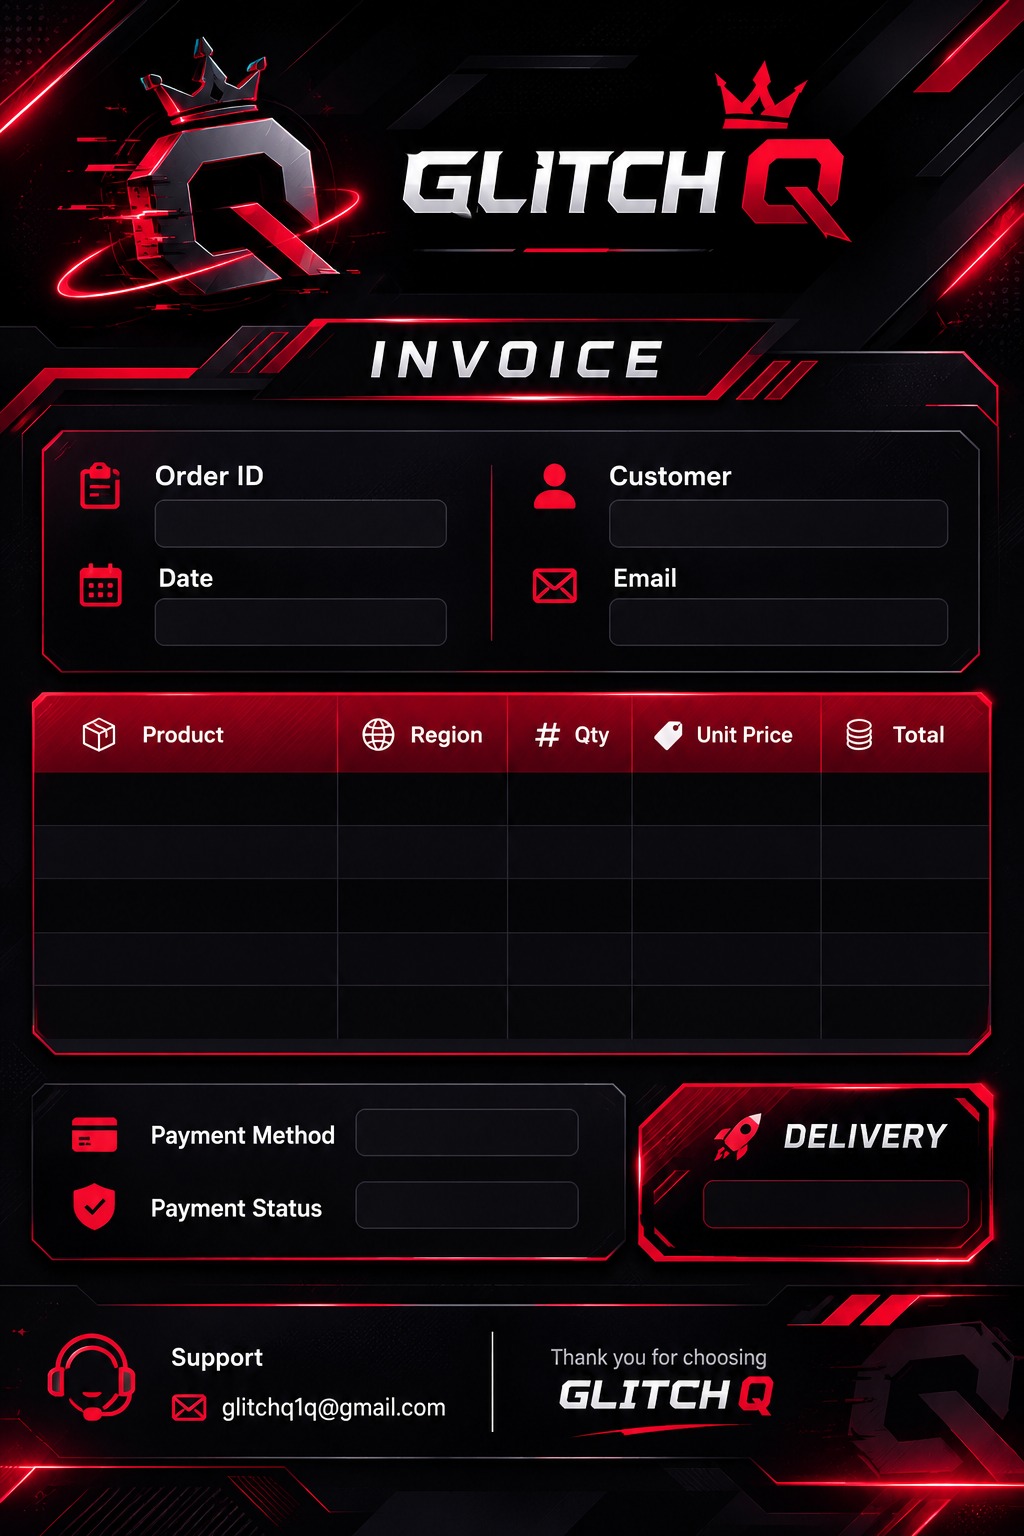 GLITCH Q
INVOICE
Order ID
Customer
Date
Email
Product Region # Qty Unit Price Total
Payment Method
Payment Status
DELIVERY
Support
glitchq1q@gmail.com
Thank you for choosing
GLITCH Q